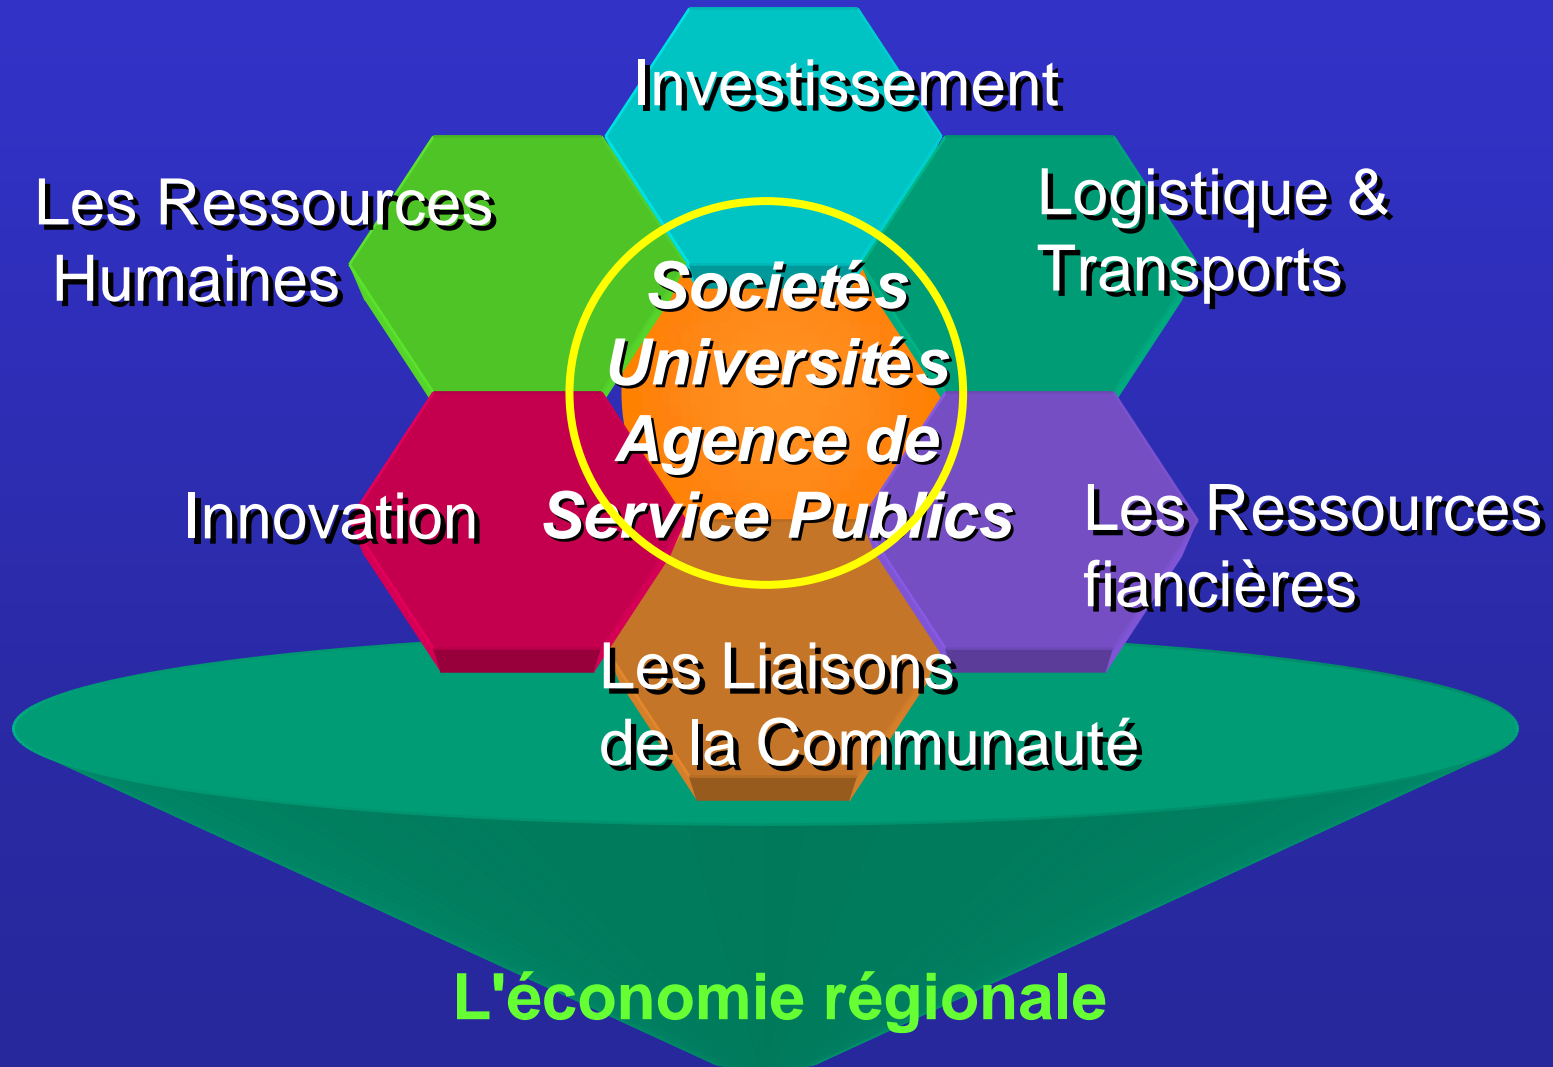 Investissement
Les Ressources
Humaines
Logistique &
Transports
Societés
Universités
Agence de
Service Publics
Innovation
Les Ressources
fiancières
Les Liaisons
de la Communauté
L'économie régionale